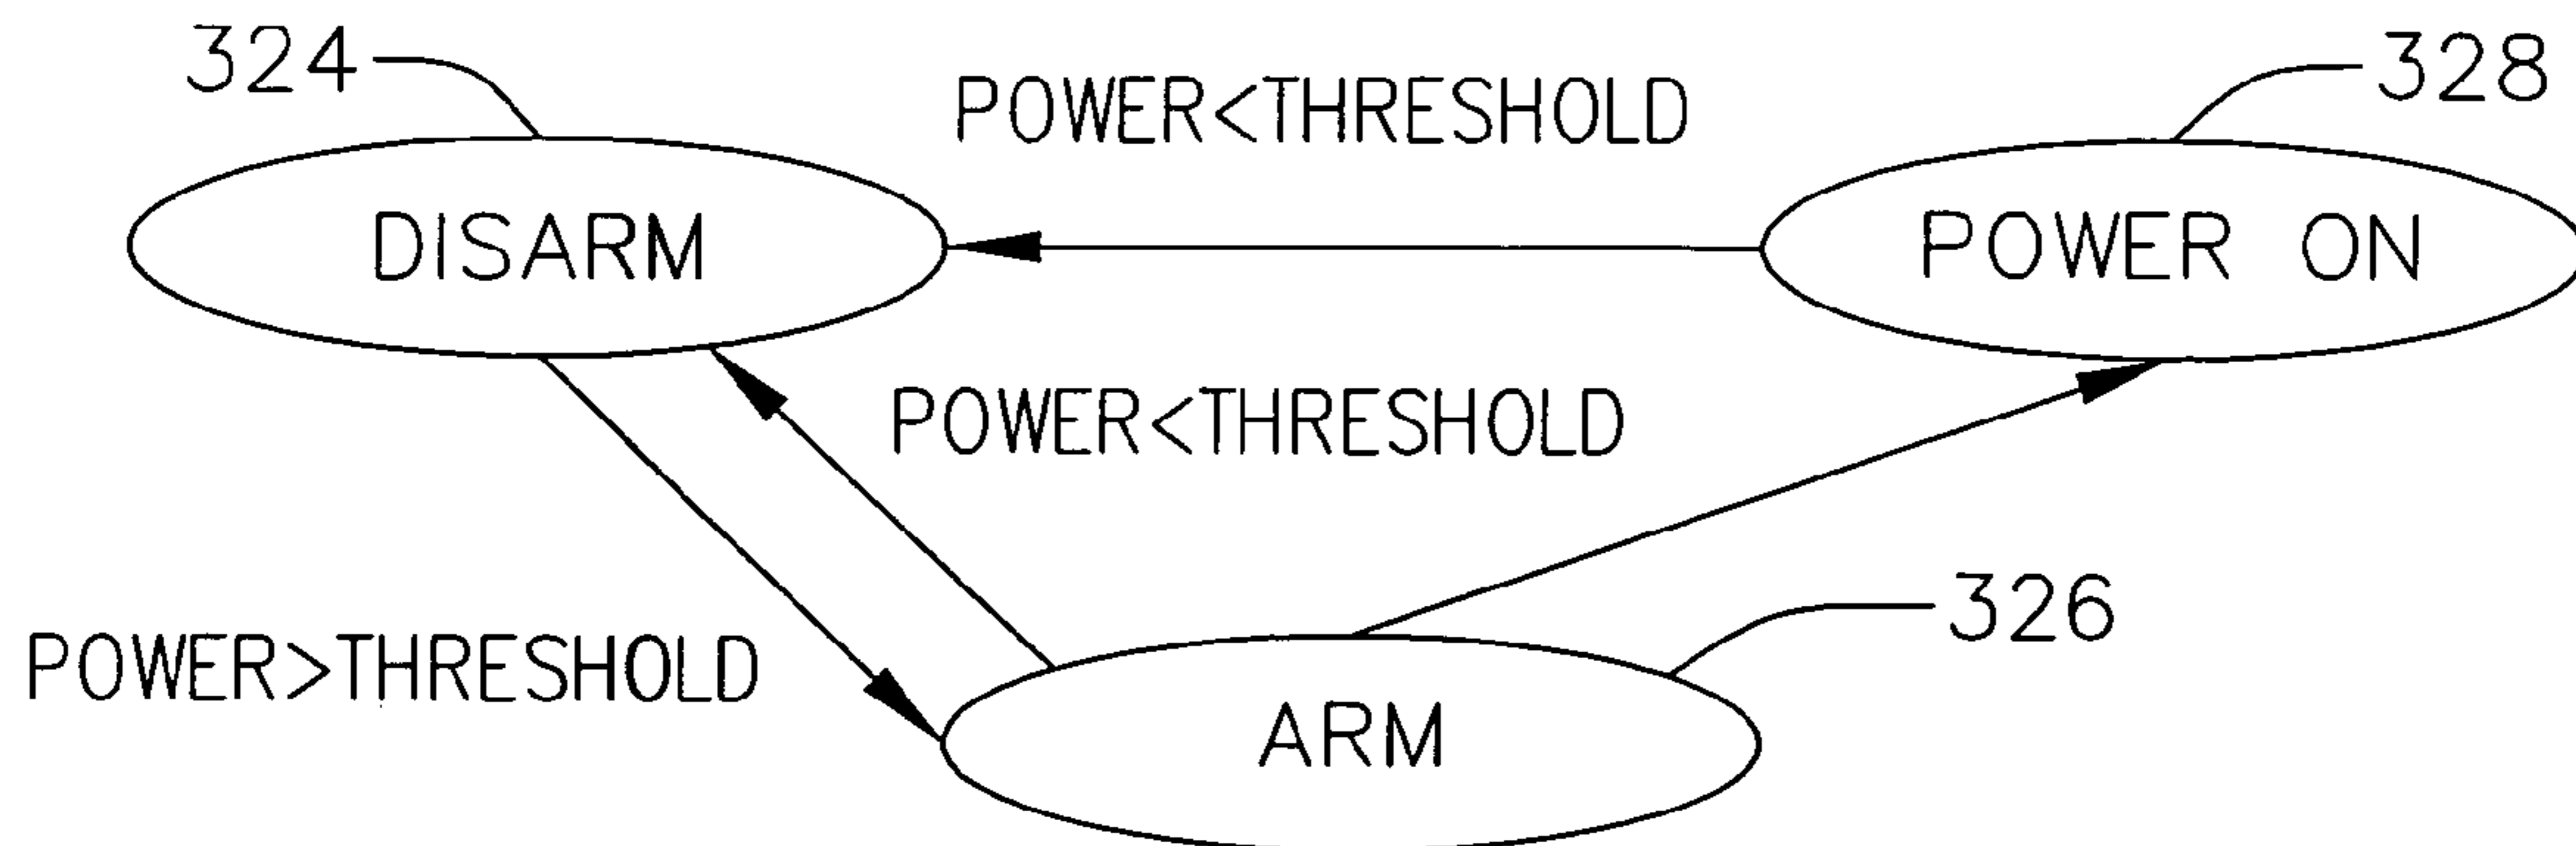 324
POWER<THRESHOLD
328
DISARM
POWER ON
POWER<THRESHOLD
POWER>THRESHOLD
326
ARM